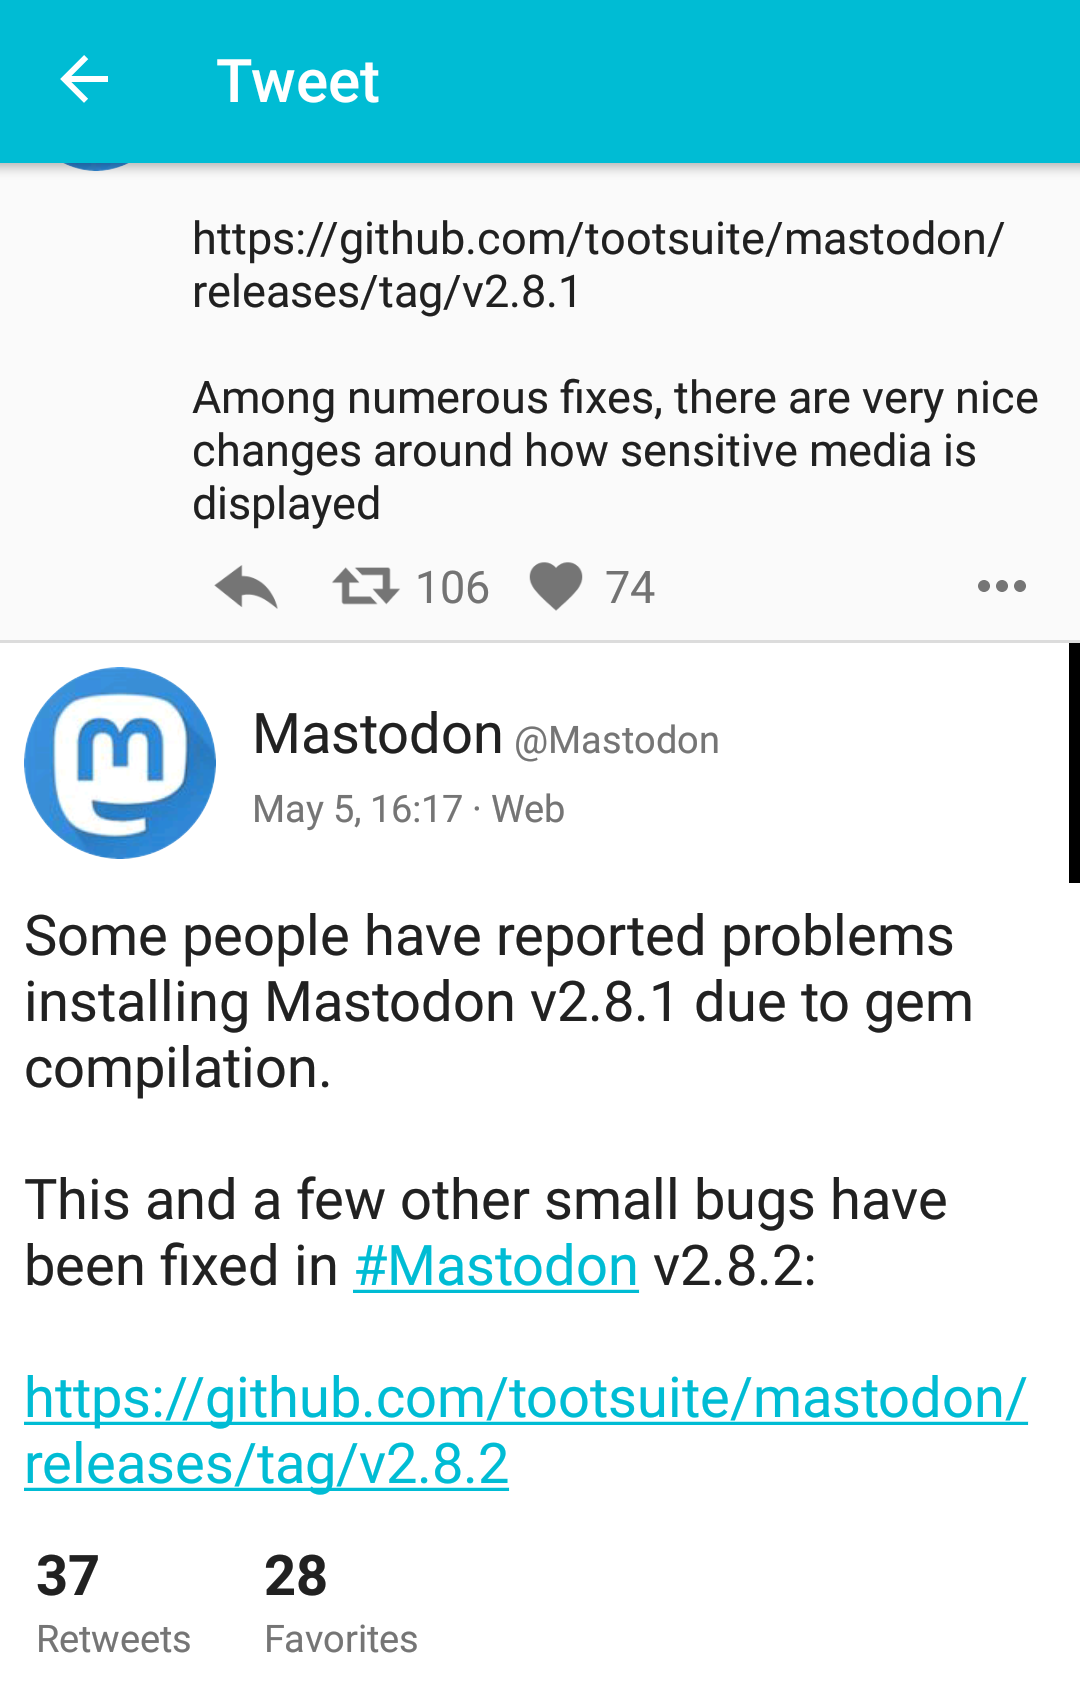 Tweet
https://github.com/tootsuite/mastodon/
releases/tag/v2.8.1
Among numerous fixes, there are very nice
changes around how sensitive media is
displayed
106 74
Mastodon @Mastodon
May 5, 16:17 · Web
Some people have reported problems
installing Mastodon v2.8.1 due to gem
compilation.
This and a few other small bugs have
been fixed in #Mastodon v2.8.2:
https://github.com/tootsuite/mastodon/
releases/tag/v2.8.2
37 28
Retweets Favorites